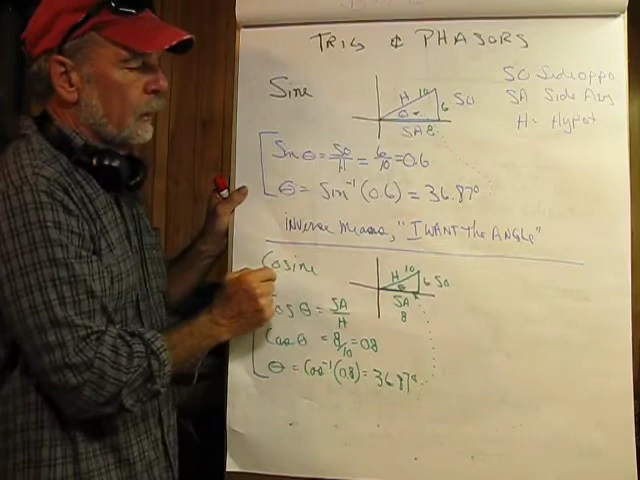 TRIG & PHASORS
SO Side oppo
SA Side
H = Hypot
Sine
H 10
6 SO
θ
SA 8
Sin θ = SO/H = 6/10 = 0.6
θ = Sin⁻¹ (0.6) = 36.87°
inverse Means, "I WANT THE ANGLE"
Cosine
H 10
6 SO
θ
SA
8
Cos θ = SA/H
Cos θ = 8/10 = 0.8
θ = Cos⁻¹ (0.8) = 36.87°